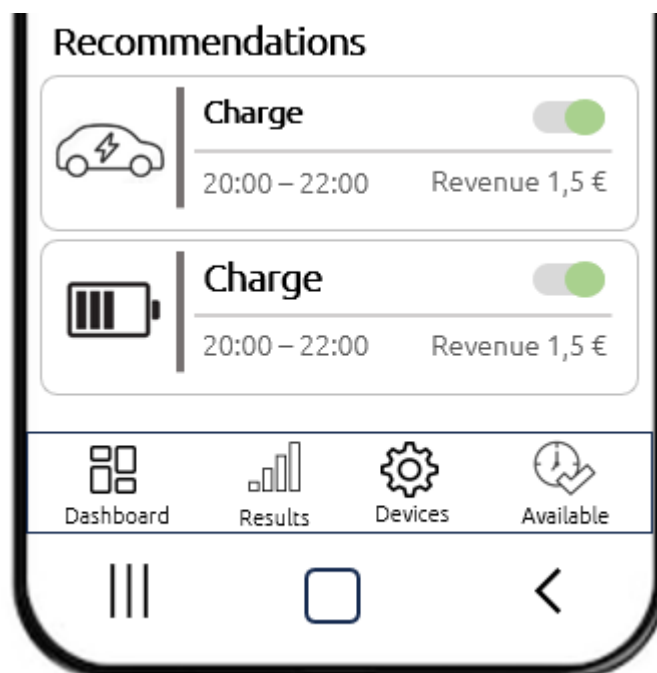 Recommendations
Charge
20:00 – 22:00 Revenue 1,5 €
Charge
20:00 – 22:00 Revenue 1,5 €
Dashboard Results Devices Available